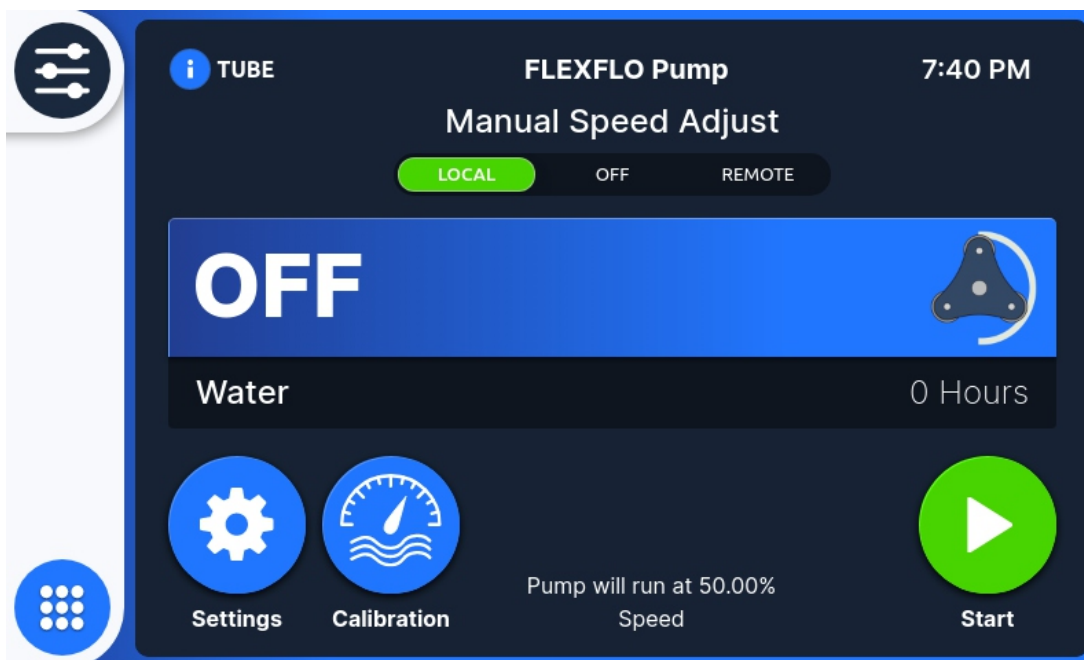 i TUBE FLEXFLO Pump 7:40 PM
Manual Speed Adjust
LOCAL OFF REMOTE
OFF
Water 0 Hours
Pump will run at 50.00%
Speed
Settings Calibration Start